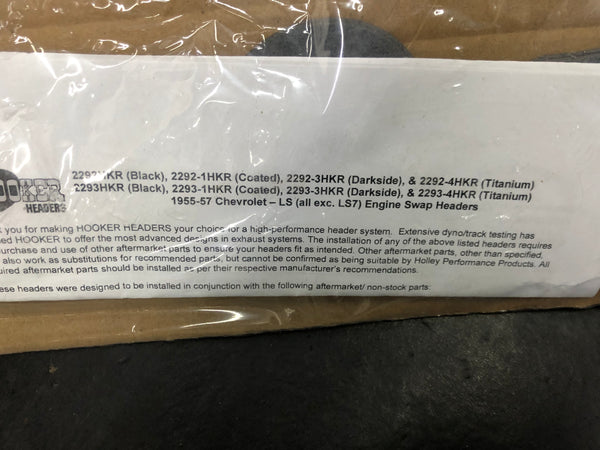 HOOKER
HEADERS
2292HKR (Black), 2292-1HKR (Coated), 2292-3HKR (Darkside), & 2292-4HKR (Titanium)
2293HKR (Black), 2293-1HKR (Coated), 2293-3HKR (Darkside), & 2293-4HKR (Titanium)
1955-57 Chevrolet – LS (all exc. LS7) Engine Swap Headers
you for making HOOKER HEADERS your choice for a high-performance header system. Extensive dyno/track testing has
ed HOOKER to offer the most advanced designs in exhaust systems. The installation of any of the above listed headers requires
urchase and use of other aftermarket parts to ensure your headers fit as intended. Other aftermarket parts, other than specified,
also work as substitutions for recommended parts, but cannot be confirmed as being suitable by Holley Performance Products. All
uired aftermarket parts should be installed as per their respective manufacturer's recommendations.
ese headers were designed to be installed in conjunction with the following aftermarket/ non-stock parts: